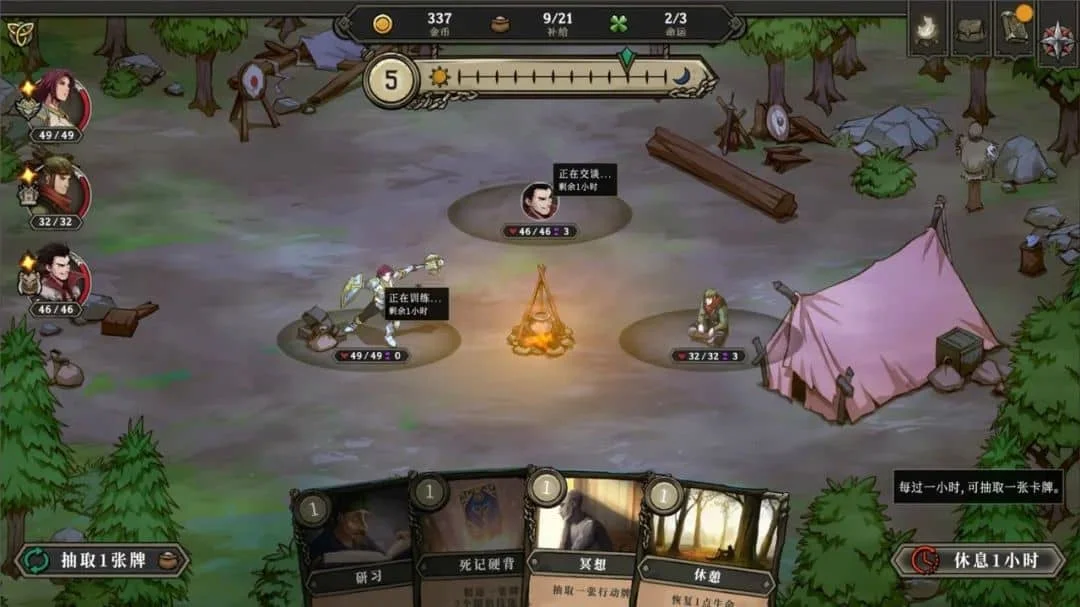 337
金币
9/21
补给
2/3
命运
5
49/49
32/32
46/46
正在交谈...
剩余1小时
46/46 3
正在训练...
剩余1小时
49/49 0
32/32 3
每过一小时,可抽取一张卡牌。
抽取1张牌
休息1小时
1
研习
1
死记硬背
1
冥想
抽取一张行动牌
1
休憩
恢复1点生命